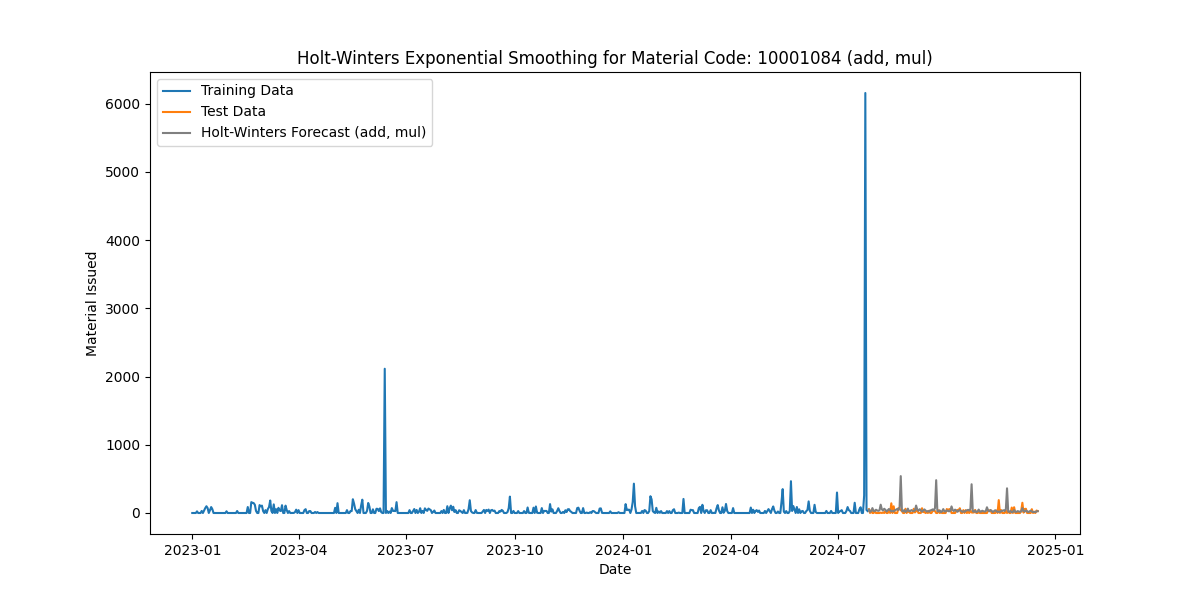 Holt-Winters Exponential Smoothing for Material Code: 10001084 (add, mul)
Training Data
Test Data
Holt-Winters Forecast (add, mul)
6000
5000
4000
3000
2000
1000
0
Material Issued
2023-01 2023-04 2023-07 2023-10 2024-01 2024-04 2024-07 2024-10 2025-01
Date